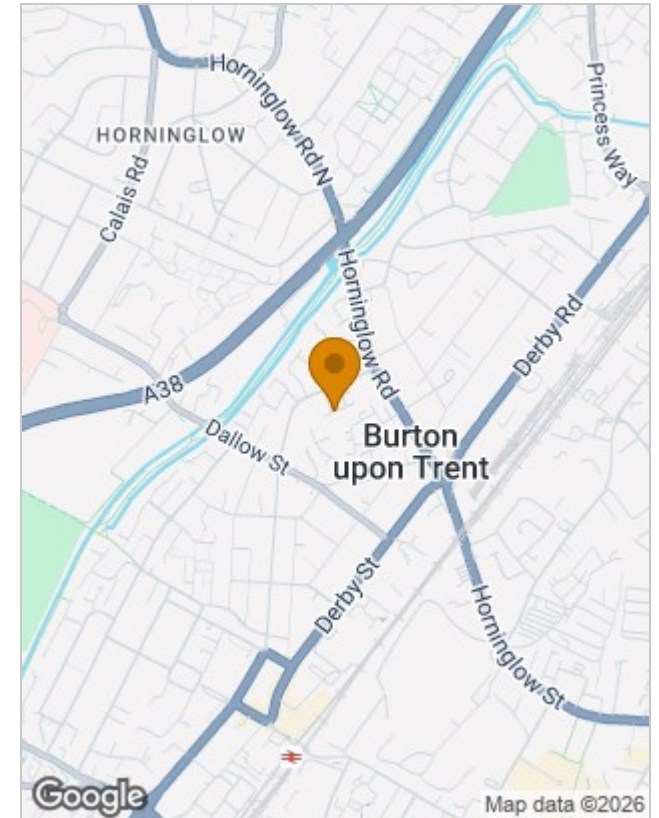 Horninglow Rd N
HORNINGLOW
Princess Way
Calais Rd
Horninglow Rd
Derby Rd
A38
Dallow St
Burton
upon Trent
Derby St
Horninglow St
Google
Map data ©2026